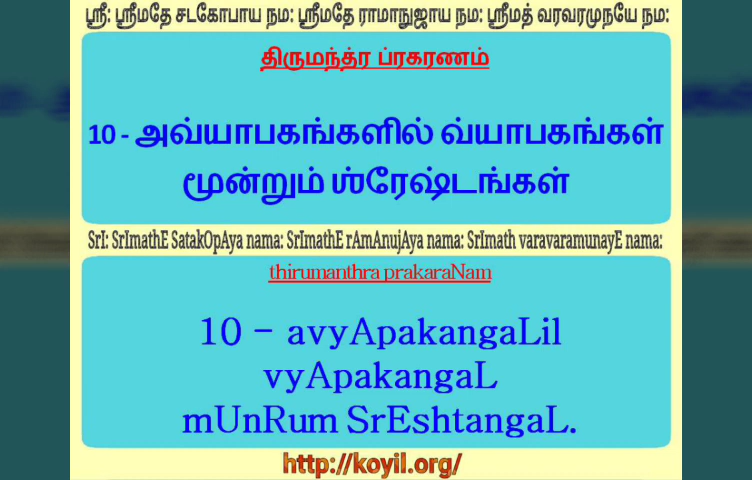 ஸ்ரீ: ஸ்ரீமதே சடகோபாய நம: ஸ்ரீமதே ராமாநுஜாய நம: ஸ்ரீமத் வரவரமுநயே நம:
திருமந்த்ர ப்ரகரணம்
10 - அவ்யாபகங்களில் வ்யாபகங்கள்
மூன்றும் ஶ்ரேஷ்டங்கள்
SrI: SrImathE SatakOpAya nama: SrImathE rAmAnujAya nama: SrImath varavaramunayE nama:
thirumanthra prakaraNam
10 - avyApakangaLil
vyApakangaL
mUnRum SrEshtangaL.
http://koyil.org/